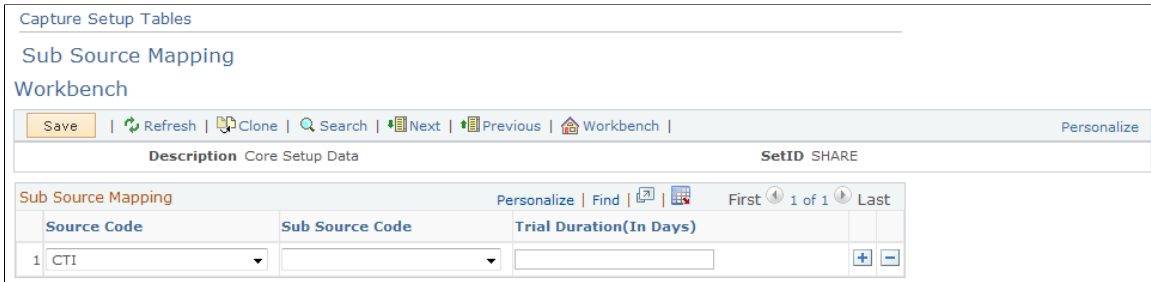 Capture Setup Tables
Sub Source Mapping
Workbench
Save | Refresh | Clone | Search | Next | Previous | Workbench | Personalize
Description Core Setup Data SetID SHARE
Sub Source Mapping Personalize | Find | | First 1 of 1 Last
Source Code Sub Source Code Trial Duration(In Days)
1 CTI